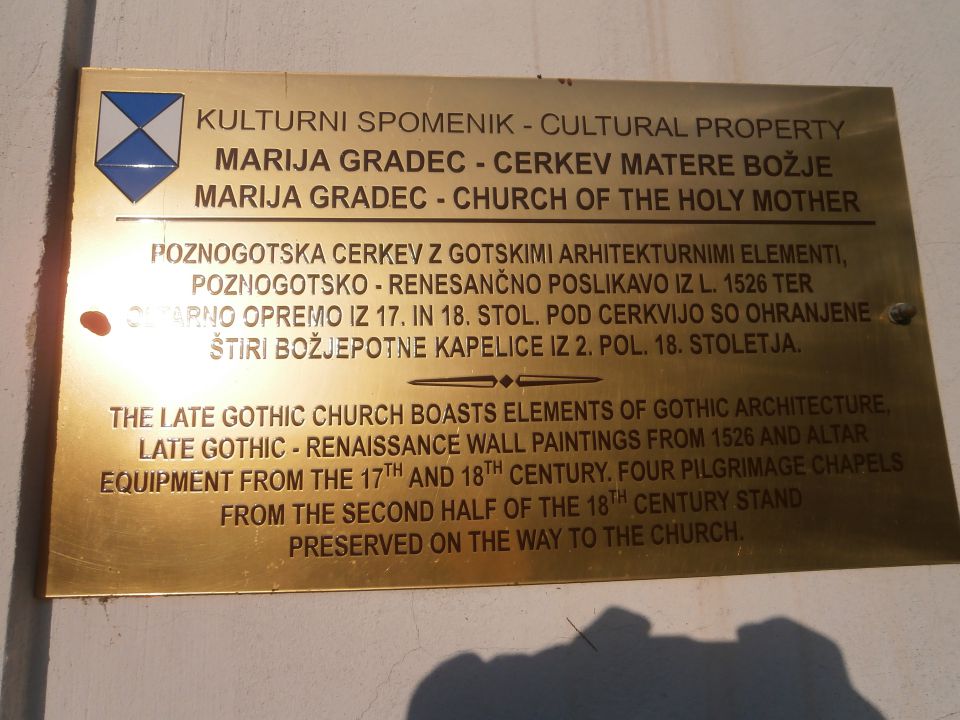 KULTURNI SPOMENIK - CULTURAL PROPERTY
MARIJA GRADEC - CERKEV MATERE BOŽJE
MARIJA GRADEC - CHURCH OF THE HOLY MOTHER
POZNOGOTSKA CERKEV Z GOTSKIMI ARHITEKTURNIMI ELEMENTI,
POZNOGOTSKO - RENESANČNO POSLIKAVO IZ L. 1526 TER
OLTARNO OPREMO IZ 17. IN 18. STOL. POD CERKVIJO SO OHRANJENE
ŠTIRI BOŽJEPOTNE KAPELICE IZ 2. POL. 18. STOLETJA.
THE LATE GOTHIC CHURCH BOASTS ELEMENTS OF GOTHIC ARCHITECTURE,
LATE GOTHIC - RENAISSANCE WALL PAINTINGS FROM 1526 AND ALTAR
EQUIPMENT FROM THE 17TH AND 18TH CENTURY. FOUR PILGRIMAGE CHAPELS
FROM THE SECOND HALF OF THE 18TH CENTURY STAND
PRESERVED ON THE WAY TO THE CHURCH.